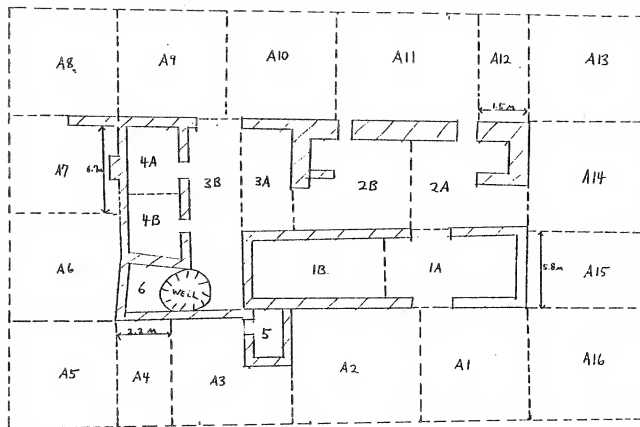 A8 A9 A10 A11 A12 A13
1.5m
A7 6.7m 4A 3B 3A 2B 2A A14
4B
A6 6 WELL 1B 1A 5.8m A15
2.2m 5
A5 A4 A3 A2 A1 A16